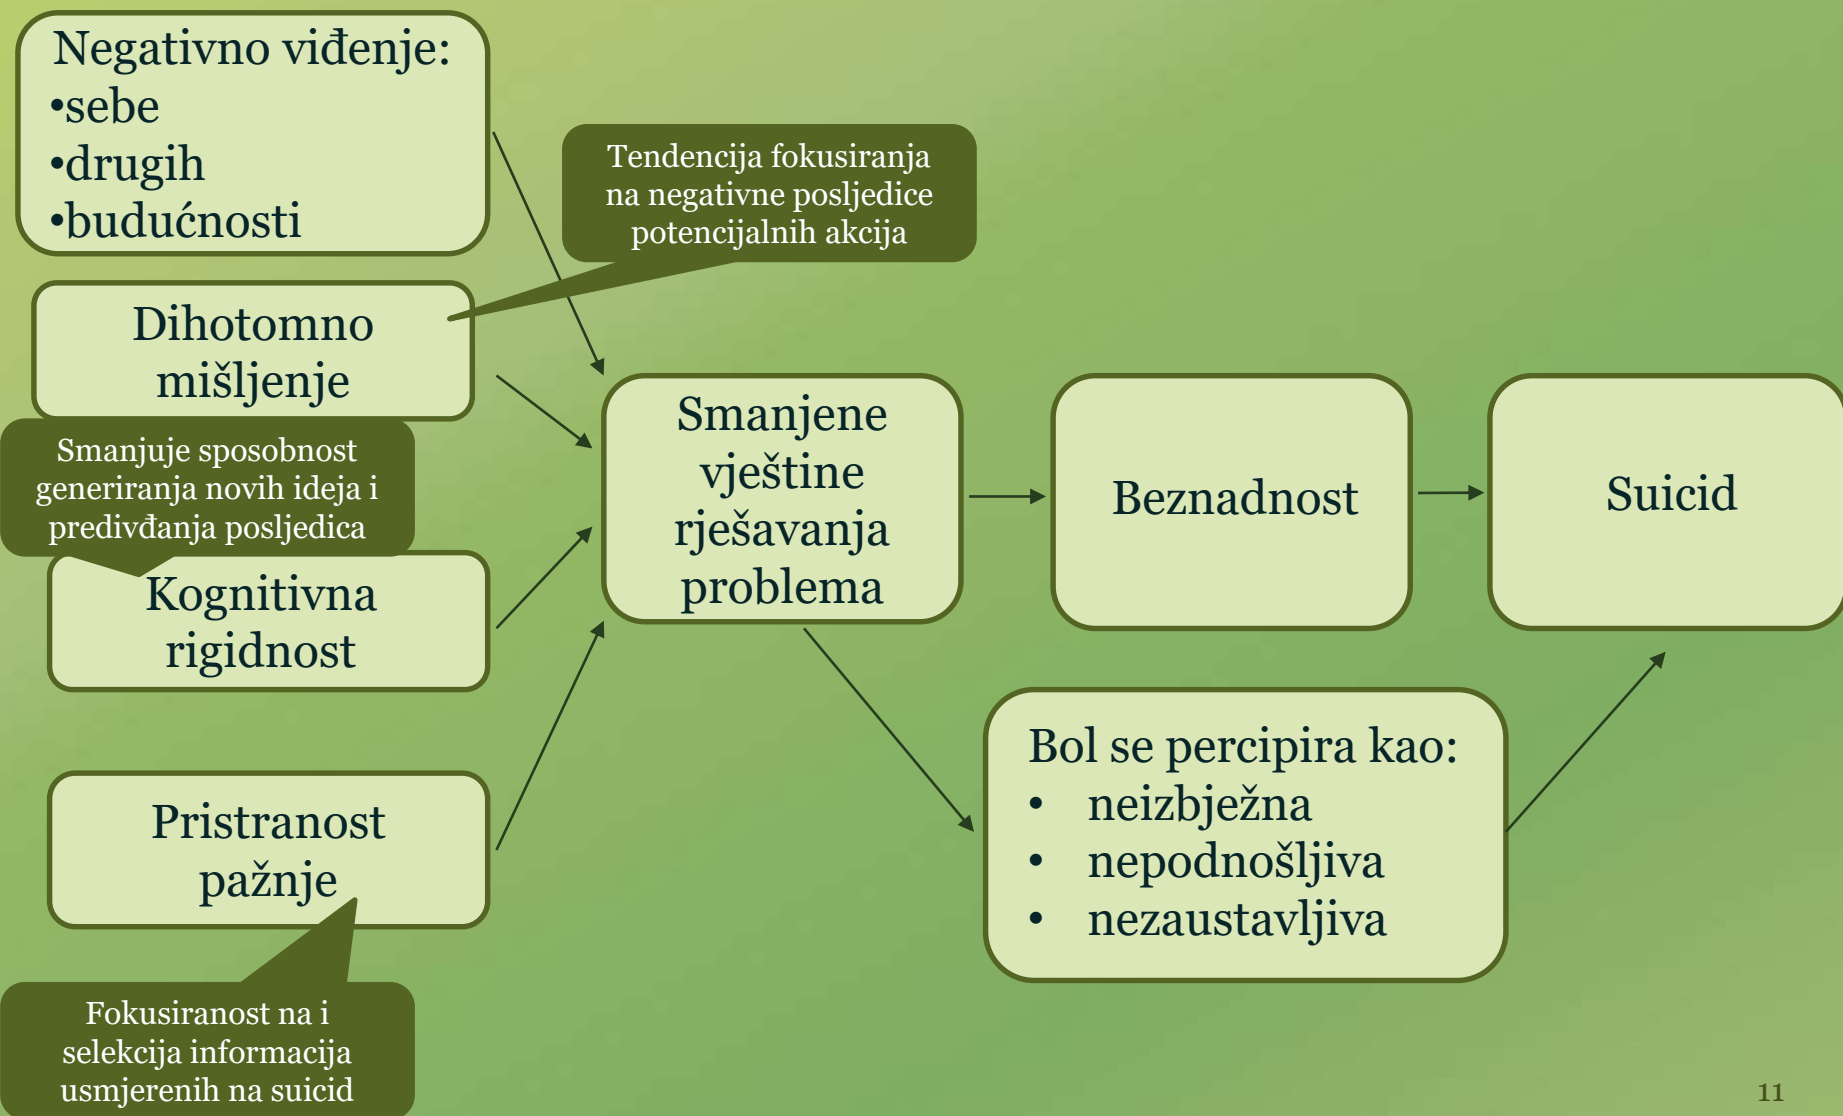 Negativno viđenje:
•sebe
•drugih
•budućnosti
Tendencija fokusiranja
na negativne posljedice
potencijalnih akcija
Dihotomno
mišljenje
Smanjuje sposobnost
generiranja novih ideja i
predivđanja posljedica
Kognitivna
rigidnost
Pristranost
pažnje
Fokusiranost na i
selekcija informacija
usmjerenih na suicid
Smanjene
vještine
rješavanja
problema
Beznadnost
Suicid
Bol se percipira kao:
• neizbježna
• nepodnošljiva
• nezaustavljiva
11